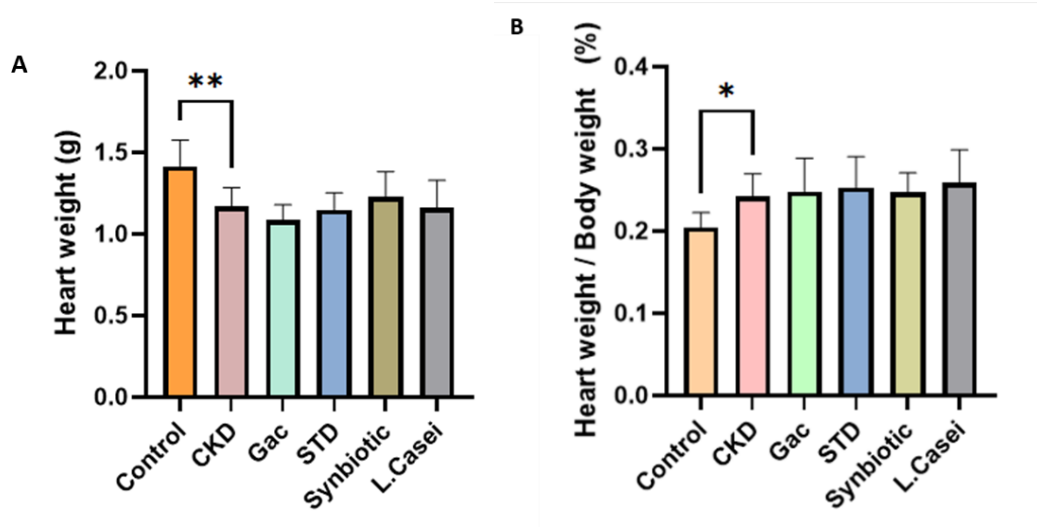 A
Heart weight (g)
2.0
1.5
1.0
0.5
0.0
**
Control
CKD
Gac
STD
Synbiotic
L.Casei
B
Heart weight / Body weight (%)
0.4
0.3
0.2
0.1
0.0
*
Control
CKD
Gac
STD
Synbiotic
L.Casei